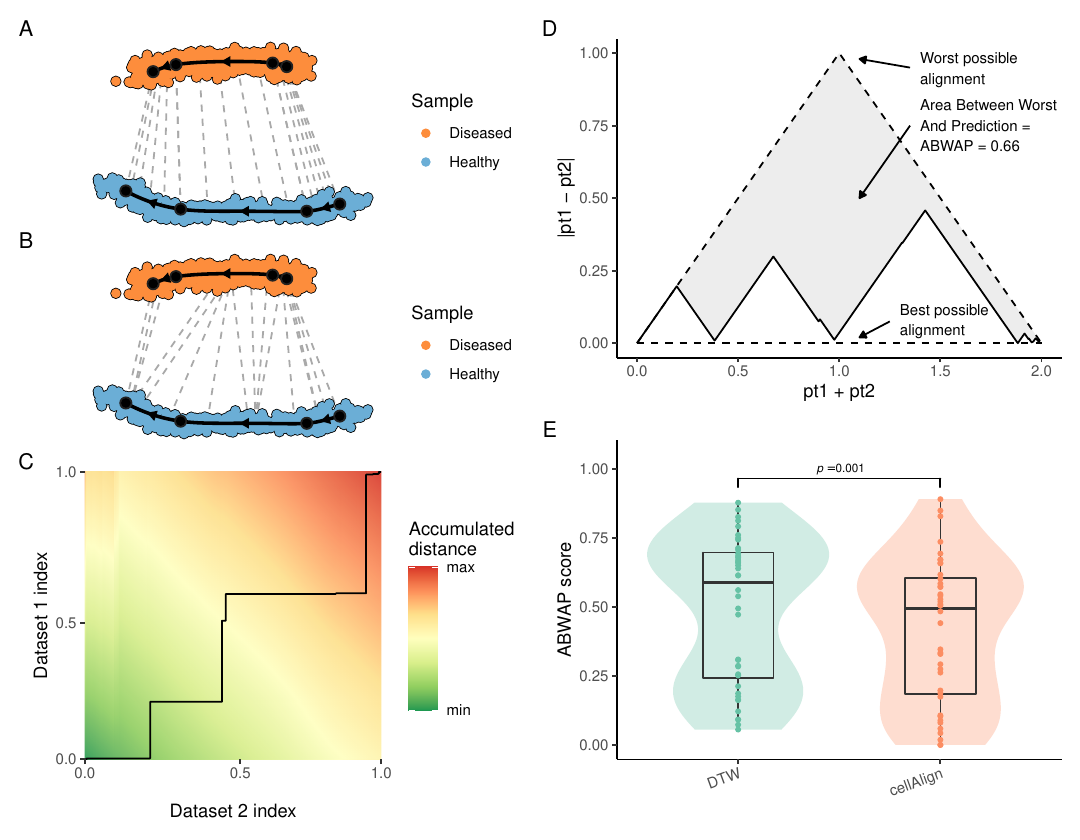 A
Sample
Diseased
Healthy
B
Sample
Diseased
Healthy
C
1.0
0.5
0.0
0.0
0.5
1.0
Dataset 1 index
Dataset 2 index
Accumulated
distance
max
min
D
1.00
0.75
0.50
0.25
0.00
|pt1 − pt2|
0.0
0.5
1.0
1.5
2.0
pt1 + pt2
Worst possible
alignment
Area Between Worst
And Prediction =
ABWAP = 0.66
Best possible
alignment
E
1.00
0.75
0.50
0.25
0.00
ABWAP score
p =0.001
DTW
cellAlign